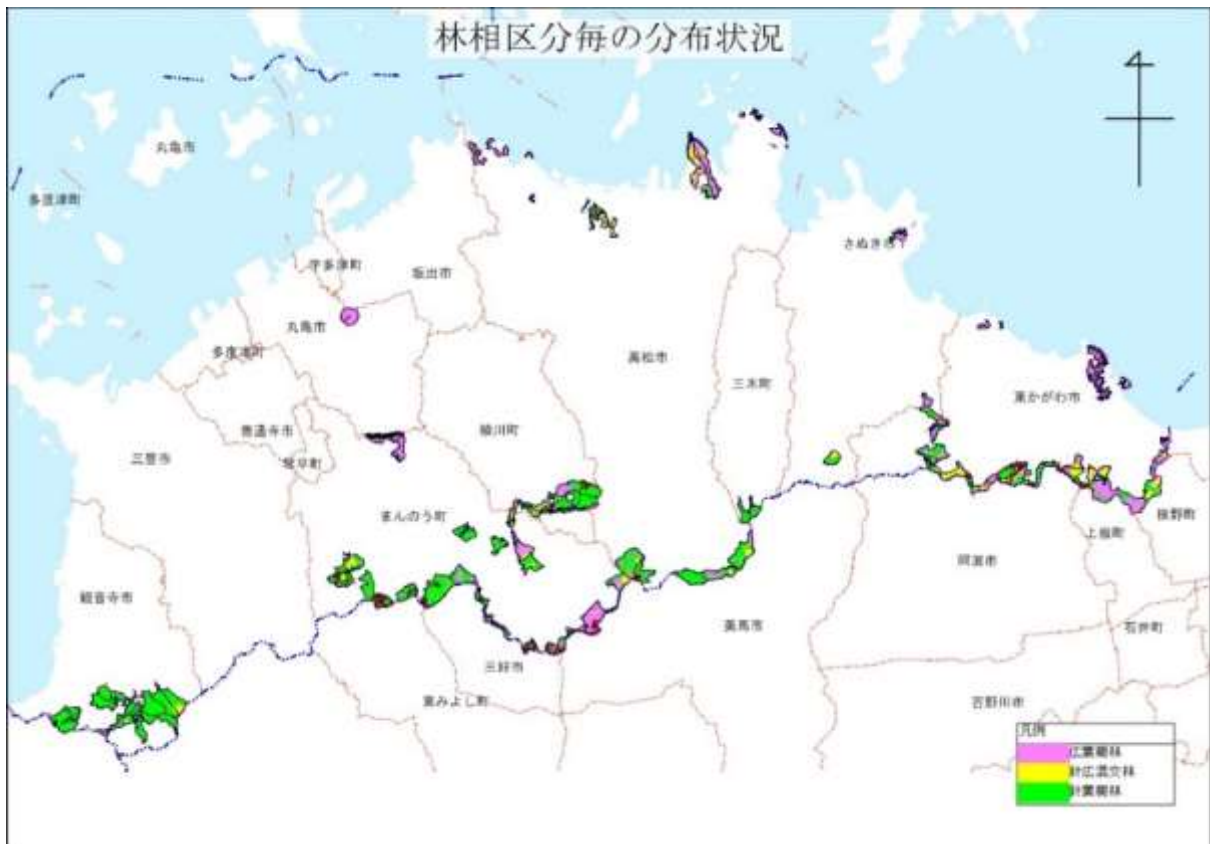 林相区分毎の分布状況
丸亀市
多度津町
さぬき市
宇多津町
坂出市
丸亀市
多度津町
高松市
三木町
東かがわ市
善通寺市
綾川町
三豊市
琴平町
まんのう町
板野町
上板町
阿波市
観音寺市
美馬市
石井町
三好市
東みよし町
吉野川市
凡例
広葉樹林
針広混交林
針葉樹林